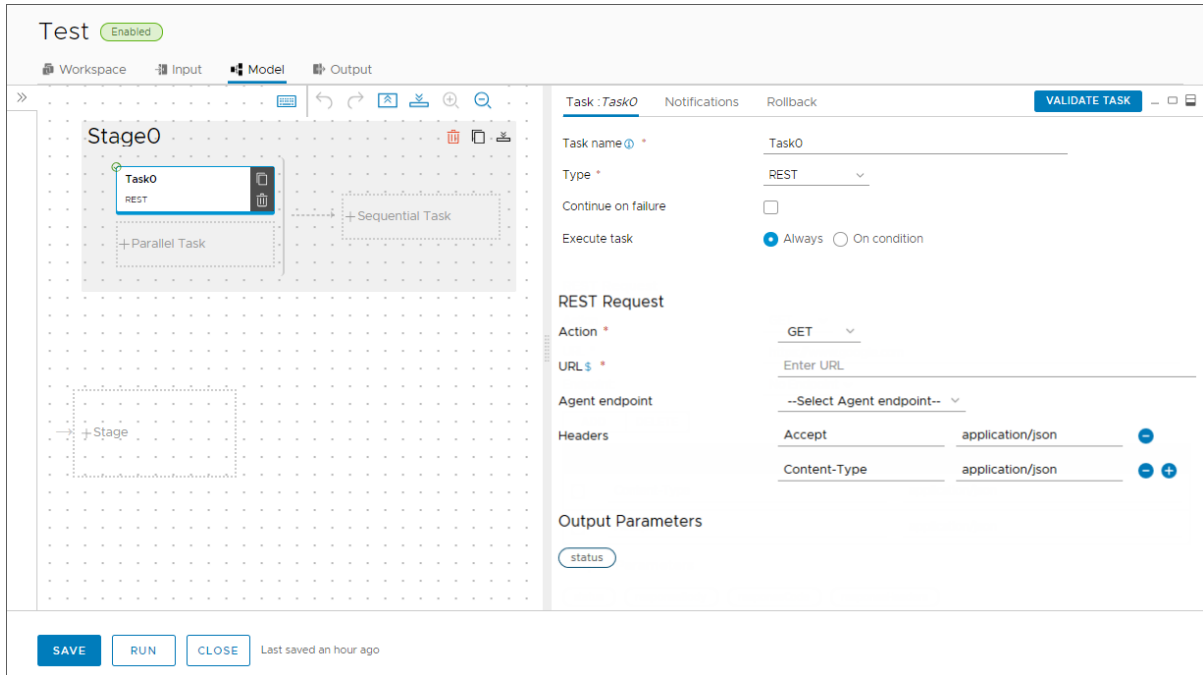 Test Enabled
Workspace Input Model Output
Task :Task0 Notifications Rollback VALIDATE TASK
Stage0
Task0
REST
+Parallel Task
+Sequential Task
+Stage
Task name *
Task0
Type *
REST
Continue on failure
Execute task
Always On condition
REST Request
Action *
GET
URL $ *
Enter URL
Agent endpoint
--Select Agent endpoint--
Headers
Accept application/json
Content-Type application/json
Output Parameters
status
SAVE RUN CLOSE Last saved an hour ago